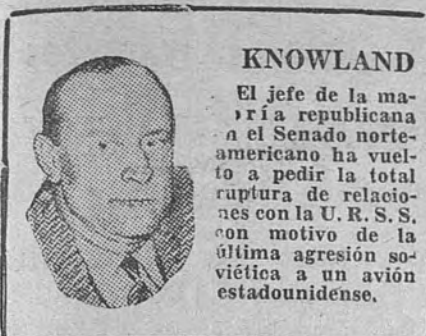 KNOWLAND
El jefe de la ma-
ría republicana
n el Senado norte-
americano ha vuel-
to a pedir la total
ruptura de relacio-
nes con la U. R. S. S.
con motivo de la
última agresión so-
viética a un avión
estadounidense.